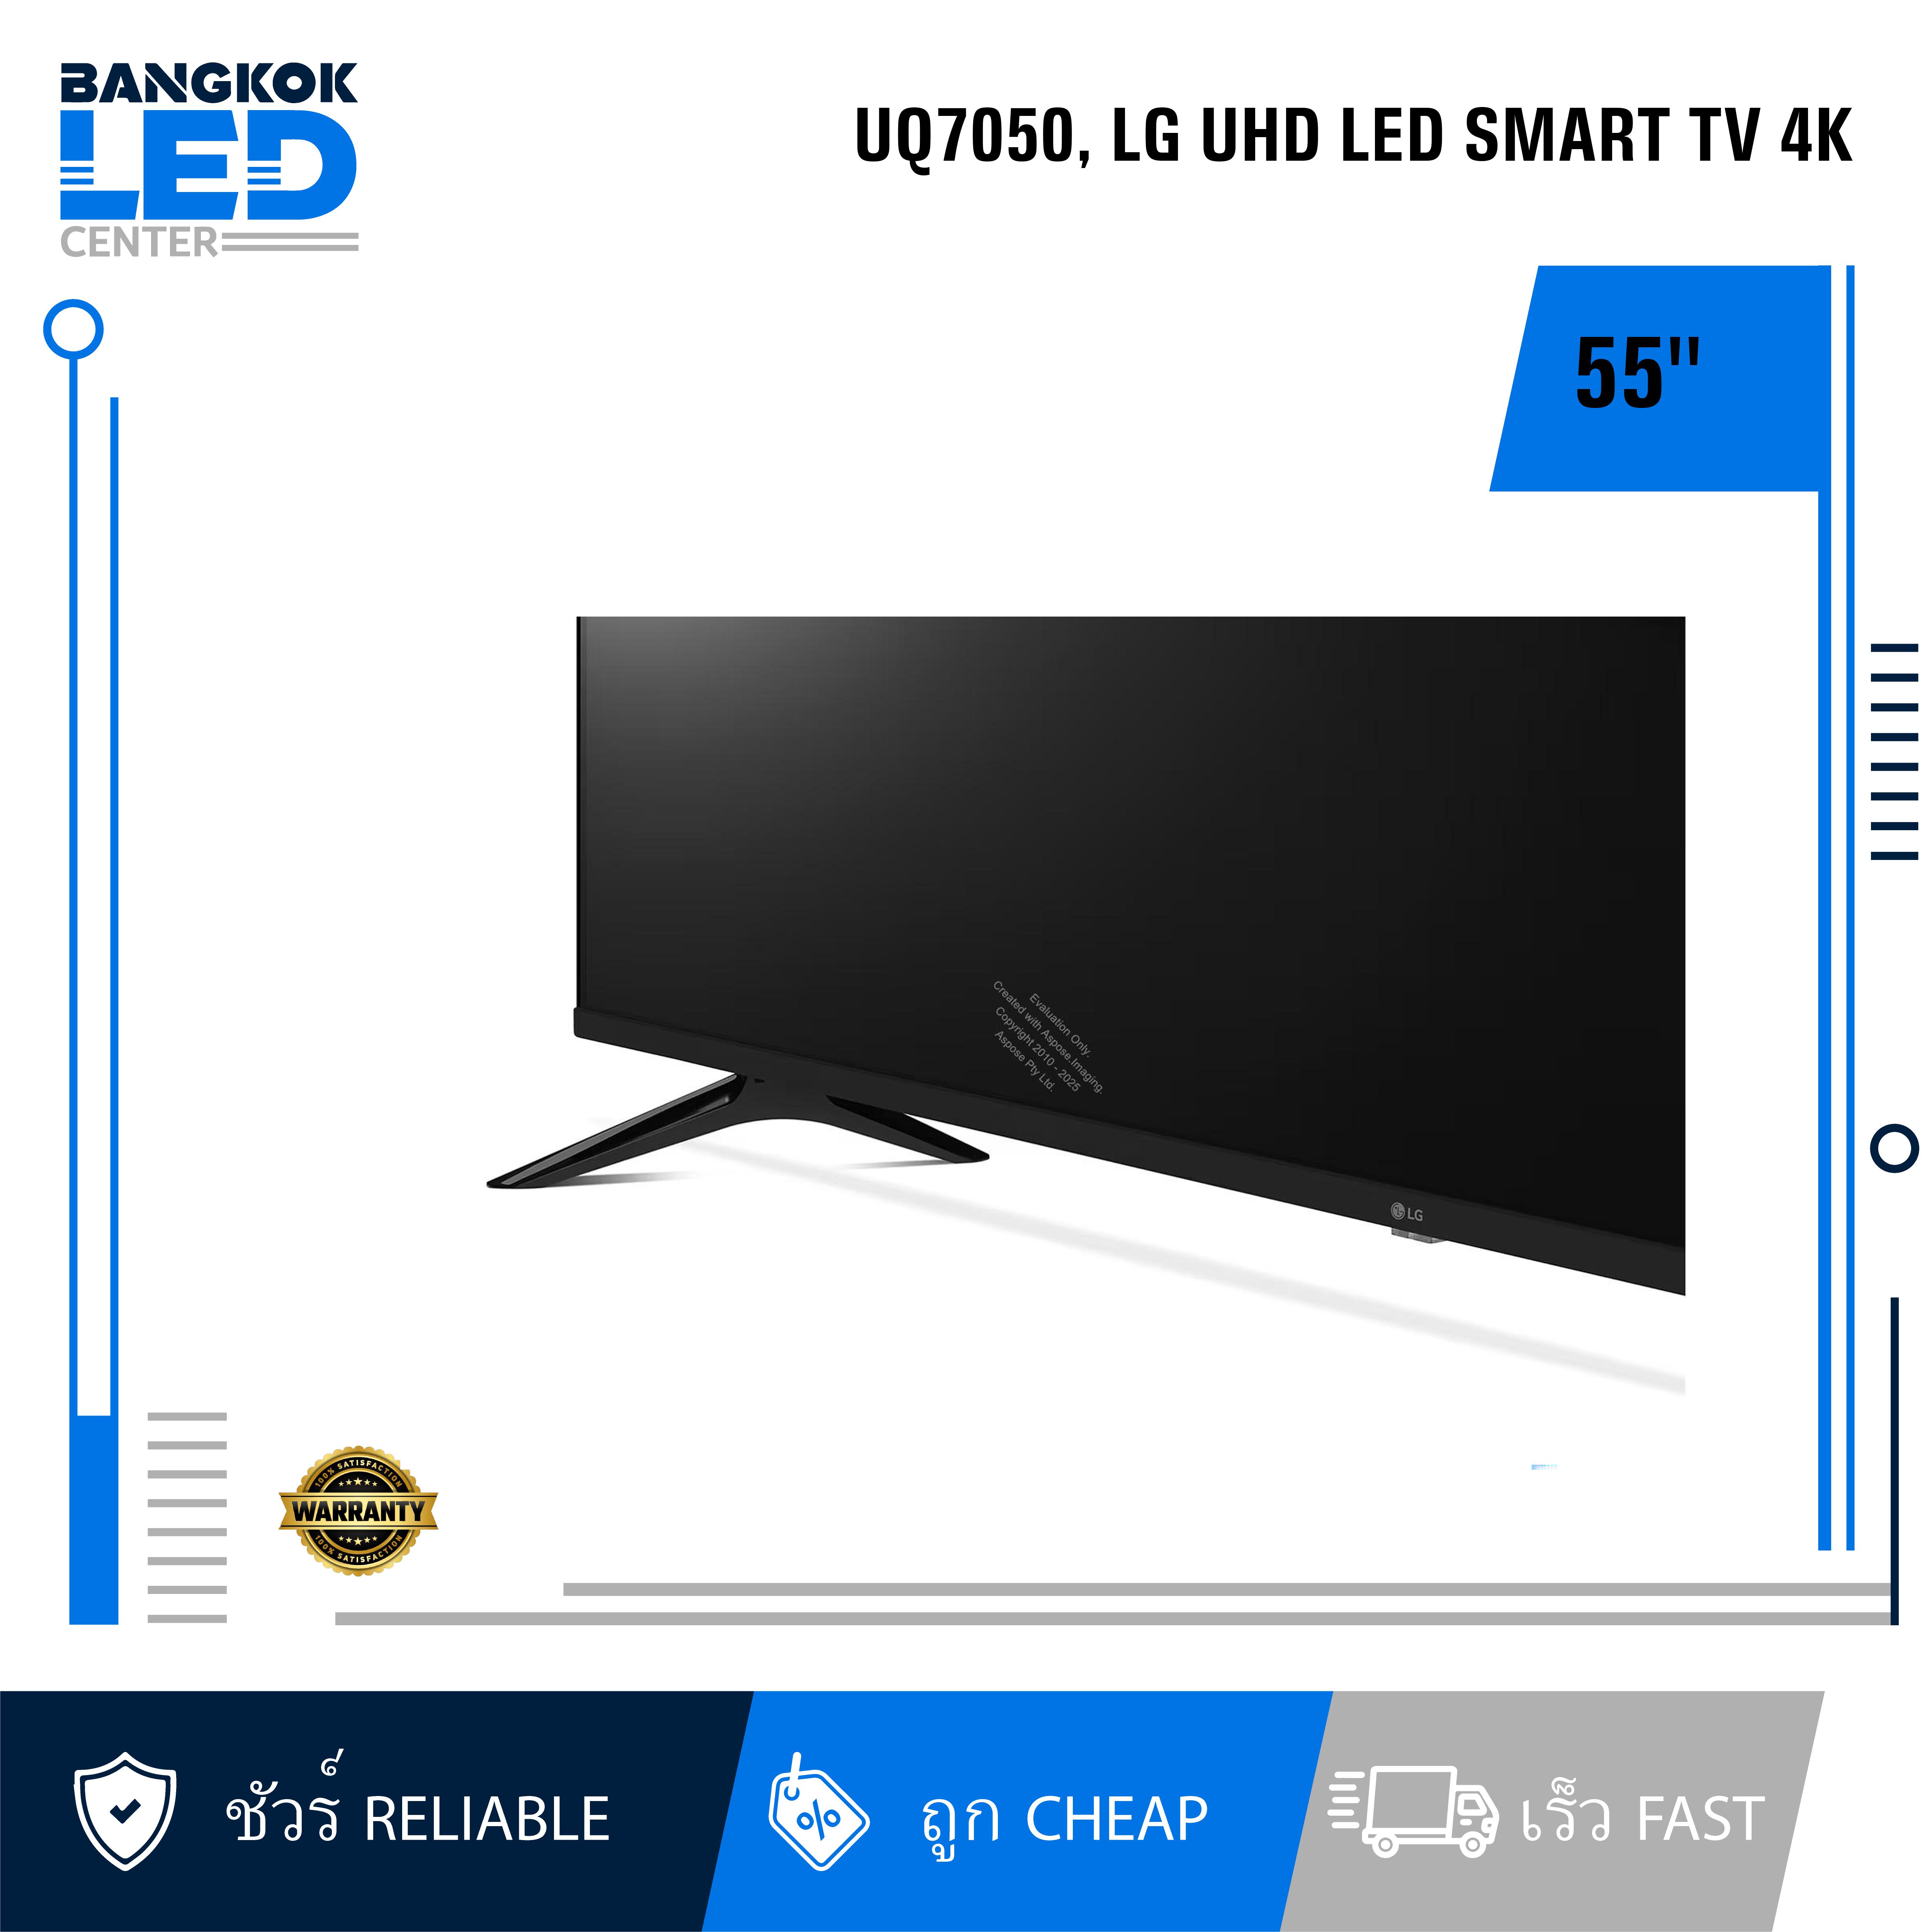 BANGKOK
LED
CENTER
UQ7050, LG UHD LED SMART TV 4K
55"
Evaluation Only.
Created with Aspose.Imaging.
Copyright 2010 - 2025
Aspose Pty Ltd.
LG
100% SATISFACTION
WARRANTY
100% SATISFACTION
ชัวร์ RELIABLE
% ถูก CHEAP
เร็ว FAST